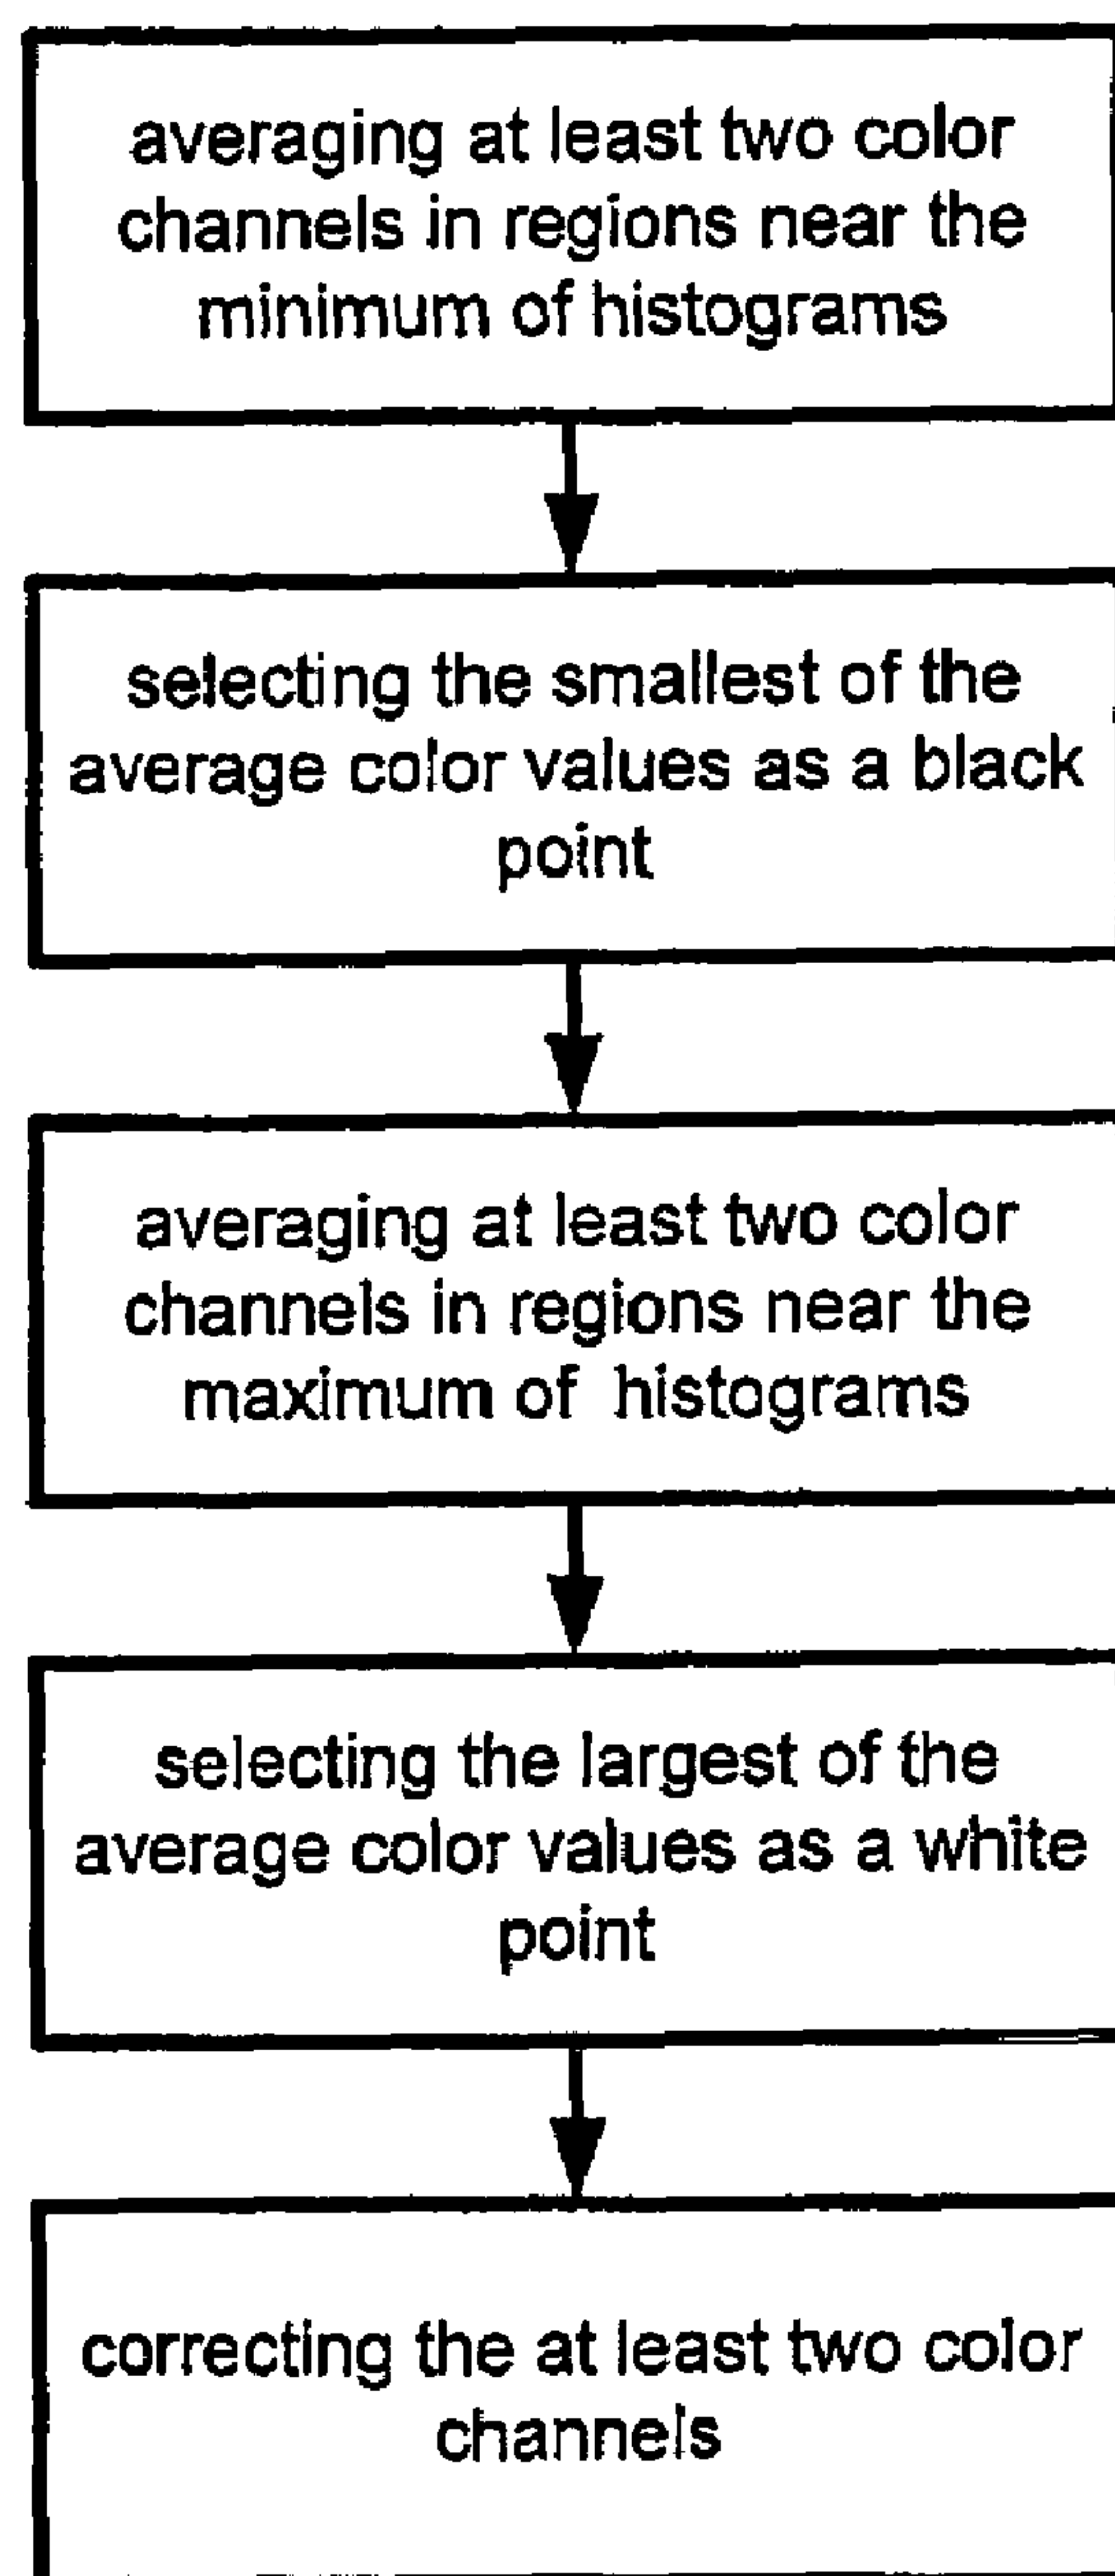 averaging at least two color
channels in regions near the
minimum of histograms
selecting the smallest of the
average color values as a black
point
averaging at least two color
channels in regions near the
maximum of histograms
selecting the largest of the
average color values as a white
point
correcting the at least two color
channels